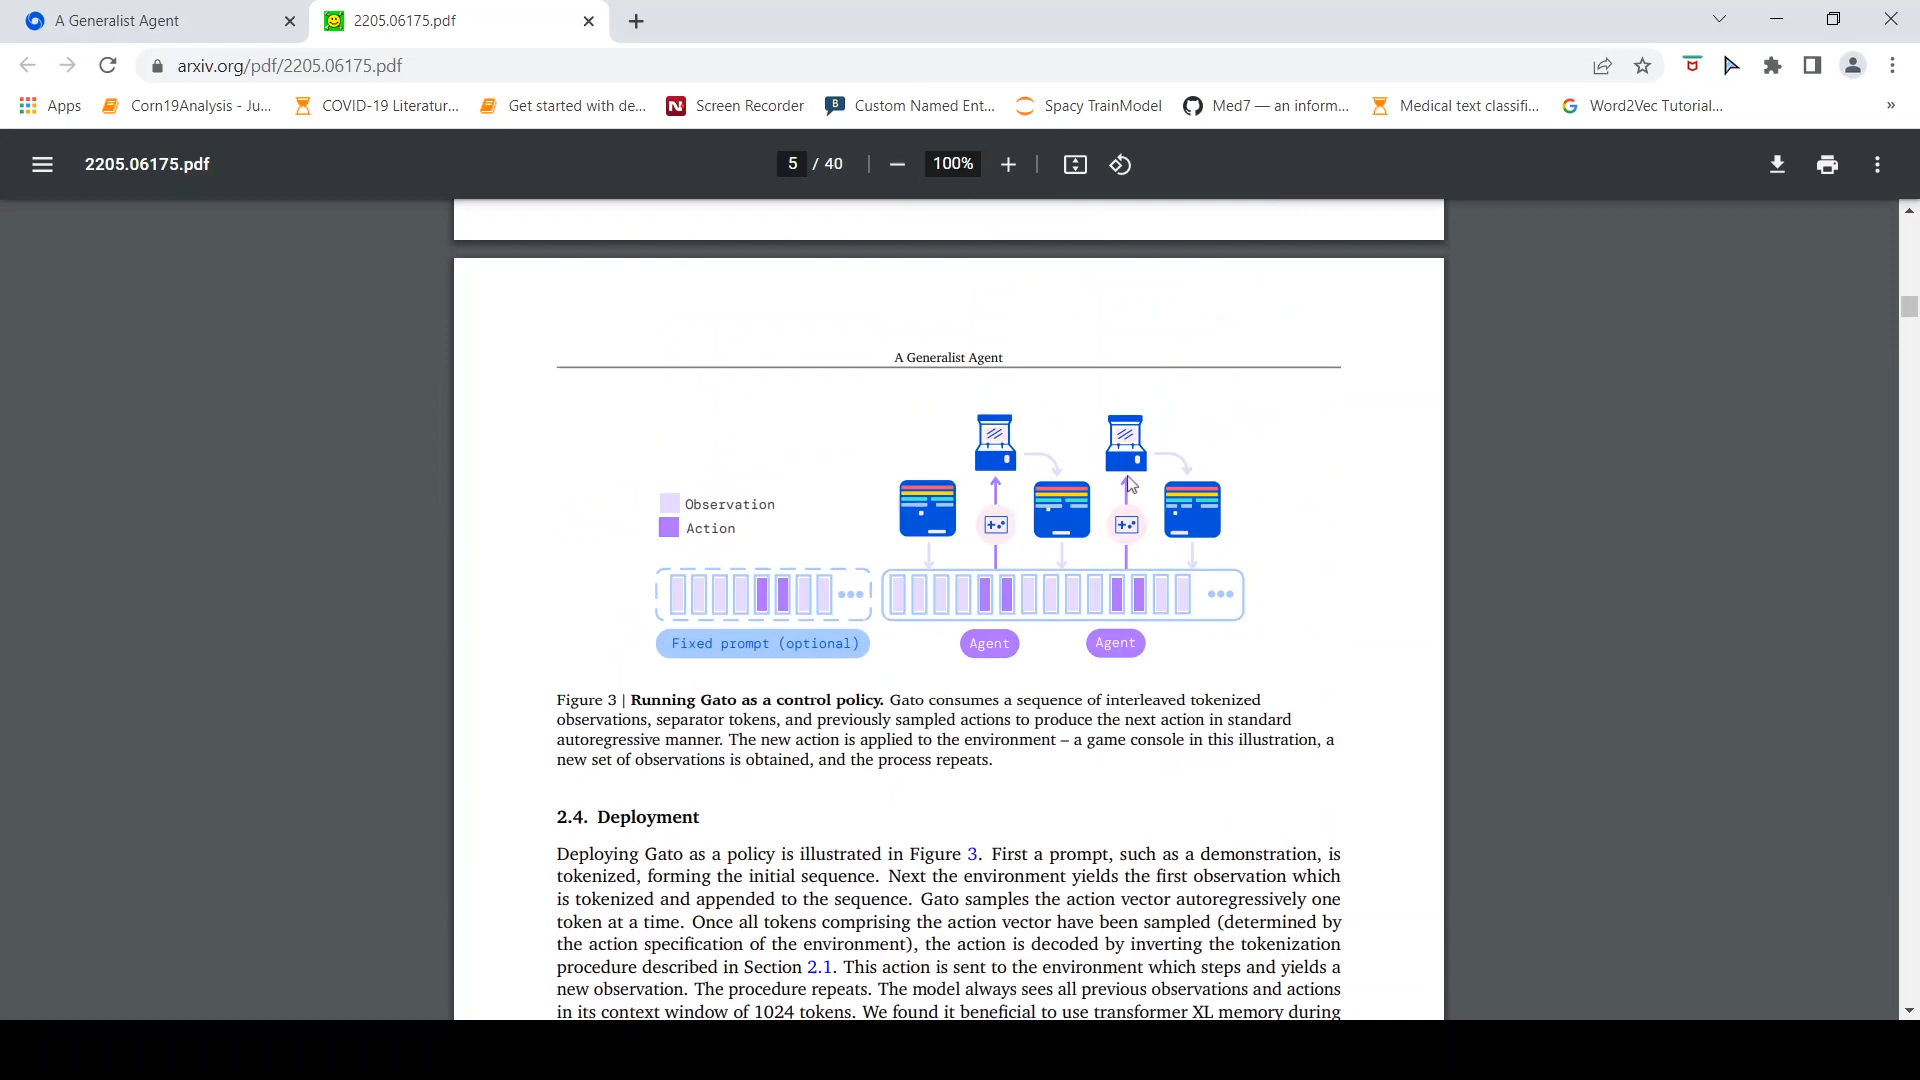 A Generalist Agent
2205.06175.pdf
arxiv.org/pdf/2205.06175.pdf
Apps
Corn19Analysis - Ju...
COVID-19 Literatur...
Get started with de...
N
Screen Recorder
B
Custom Named Ent...
Spacy TrainModel
Med7 — an inform...
Medical text classifi...
Word2Vec Tutorial...
»
2205.06175.pdf
5 / 40
100%
A Generalist Agent
Observation
Action
Fixed prompt (optional)
Agent
Agent
Figure 3 | Running Gato as a control policy. Gato consumes a sequence of interleaved tokenized
observations, separator tokens, and previously sampled actions to produce the next action in standard
autoregressive manner. The new action is applied to the environment – a game console in this illustration, a
new set of observations is obtained, and the process repeats.
2.4. Deployment
Deploying Gato as a policy is illustrated in Figure 3. First a prompt, such as a demonstration, is
tokenized, forming the initial sequence. Next the environment yields the first observation which
is tokenized and appended to the sequence. Gato samples the action vector autoregressively one
token at a time. Once all tokens comprising the action vector have been sampled (determined by
the action specification of the environment), the action is decoded by inverting the tokenization
procedure described in Section 2.1. This action is sent to the environment which steps and yields a
new observation. The procedure repeats. The model always sees all previous observations and actions
in its context window of 1024 tokens. We found it beneficial to use transformer XL memory during